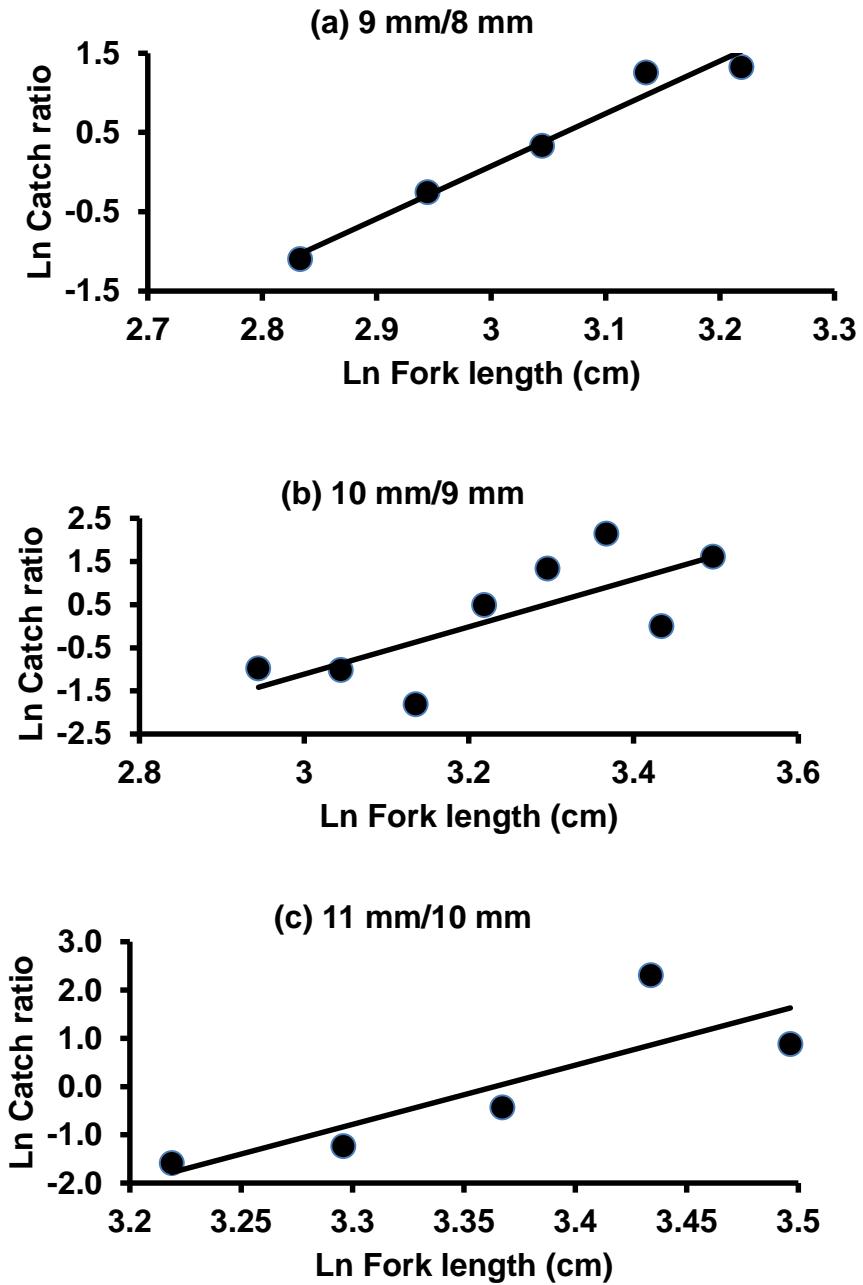 (a) 9 mm/8 mm
1.5
0.5
-0.5
-1.5
Ln Catch ratio
2.7 2.8 2.9 3 3.1 3.2 3.3
Ln Fork length (cm)
(b) 10 mm/9 mm
2.5
1.5
0.5
-0.5
-1.5
-2.5
Ln Catch ratio
2.8 3 3.2 3.4 3.6
Ln Fork length (cm)
(c) 11 mm/10 mm
3.0
2.0
1.0
0.0
-1.0
-2.0
Ln Catch ratio
3.2 3.25 3.3 3.35 3.4 3.45 3.5
Ln Fork length (cm)